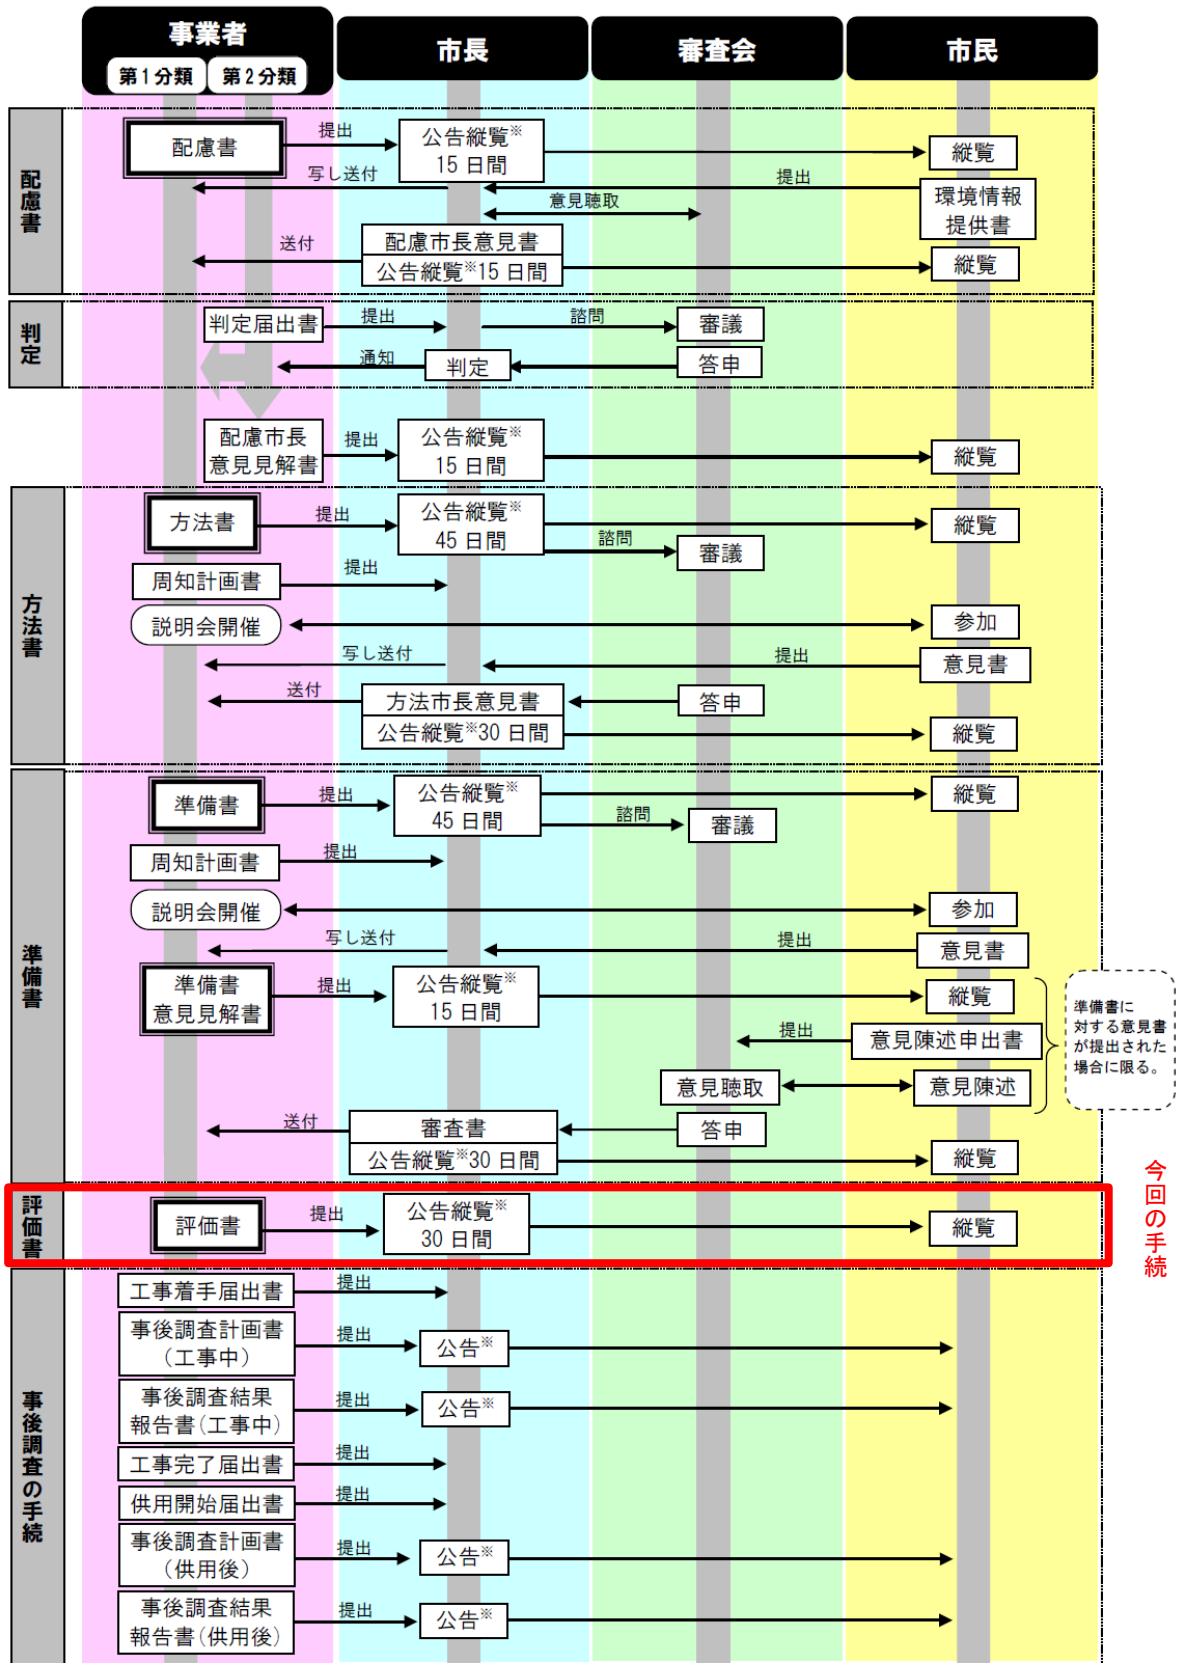 事業者
第1分類
第2分類
市長
審査会
市民
配慮書
配慮書
提出
公告縦覧※
15 日間
縦覧
写し送付
提出
環境情報
提供書
意見聴取
送付
配慮市長意見書
公告縦覧※15 日間
縦覧
判定
判定届出書
提出
諮問
審議
通知
判定
答申
配慮市長
意見見解書
提出
公告縦覧※
15 日間
縦覧
方法書
方法書
提出
公告縦覧※
45 日間
縦覧
諮問
審議
周知計画書
提出
説明会開催
参加
写し送付
提出
意見書
送付
方法市長意見書
答申
公告縦覧※30 日間
縦覧
準備書
準備書
提出
公告縦覧※
45 日間
縦覧
諮問
審議
周知計画書
提出
説明会開催
参加
写し送付
提出
意見書
準備書
意見見解書
提出
公告縦覧※
15 日間
縦覧
準備書に
対する意見書
が提出された
場合に限る。
提出
意見陳述申出書
意見聴取
意見陳述
送付
審査書
答申
公告縦覧※30 日間
縦覧
今回の手続
評価書
評価書
提出
公告縦覧※
30 日間
縦覧
事後調査の手続
工事着手届出書
提出
事後調査計画書
（工事中）
提出
公告※
事後調査結果
報告書(工事中)
提出
公告※
工事完了届出書
提出
供用開始届出書
提出
事後調査計画書
（供用後）
提出
公告※
事後調査結果
報告書(供用後)
提出
公告※